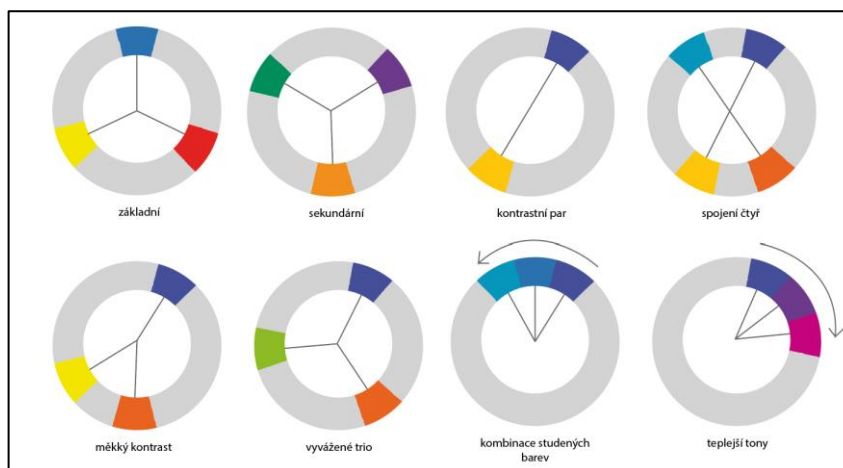 základní
sekundární
kontrastní par
spojení čtyř
měkký kontrast
vyvážené trio
kombinace studených
barev
teplejší tony